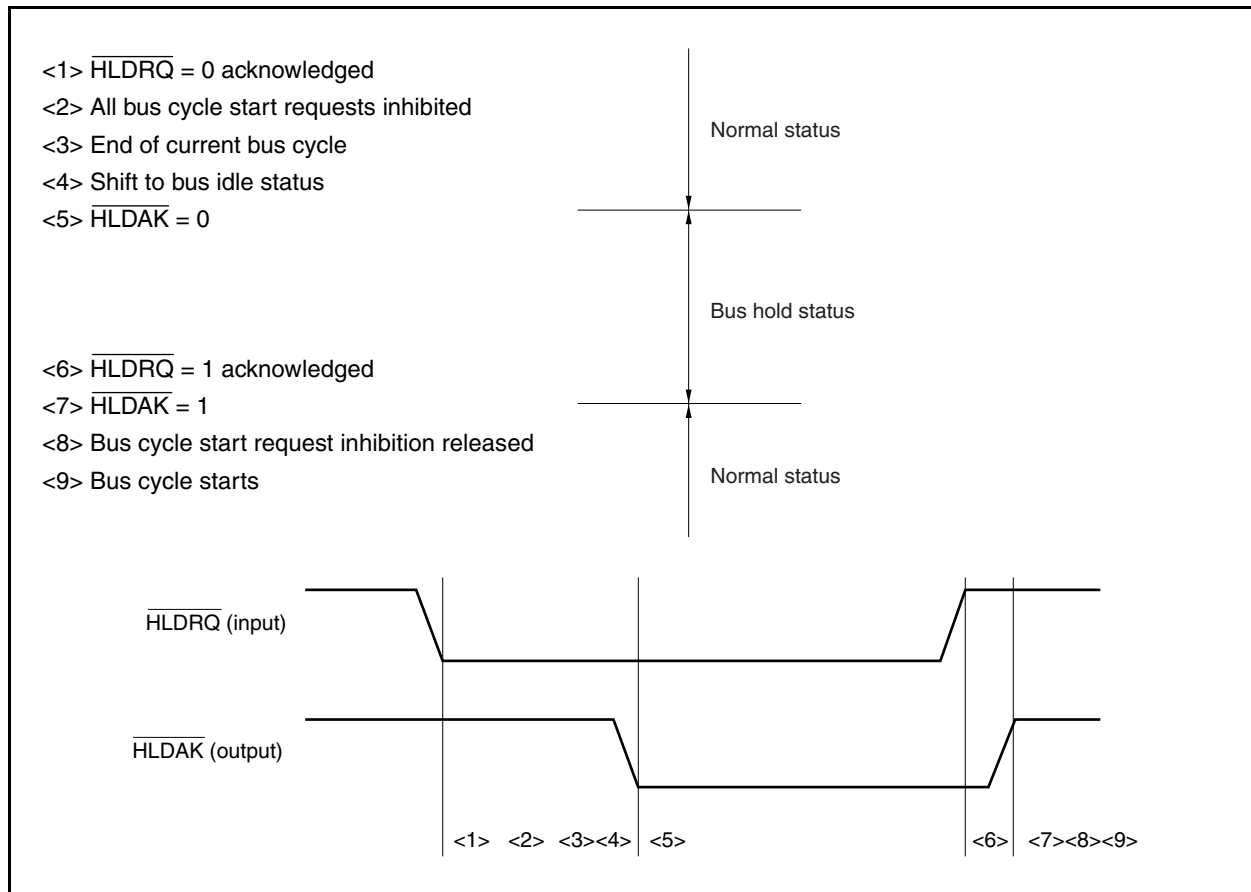 <1> HLDRQ = 0 acknowledged
<2> All bus cycle start requests inhibited
<3> End of current bus cycle
<4> Shift to bus idle status
<5> HLDAK = 0
Normal status
Bus hold status
<6> HLDRQ = 1 acknowledged
<7> HLDAK = 1
<8> Bus cycle start request inhibition released
<9> Bus cycle starts
Normal status
HLDRQ (input)
HLDAK (output)
<1> <2> <3><4> <5> <6> <7><8><9>